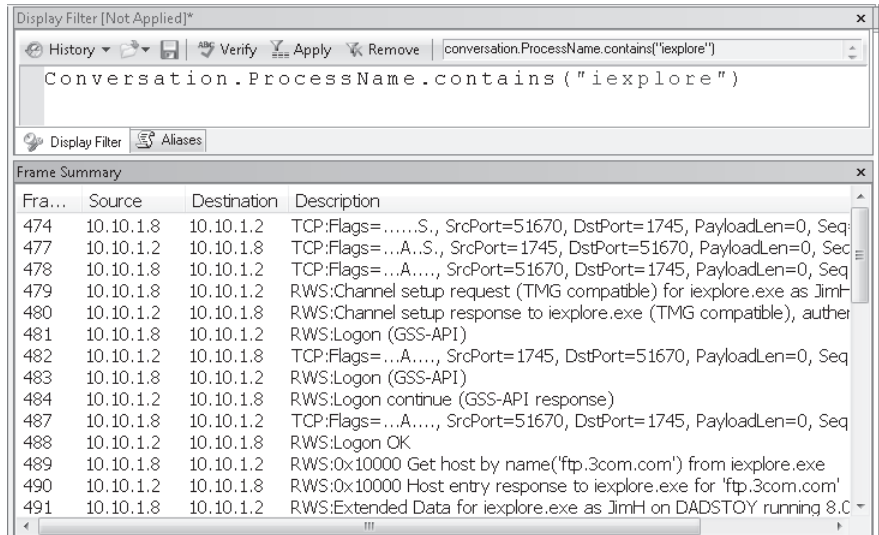 Display Filter [Not Applied]*
History Verify Apply Remove conversation.ProcessName.contains("iexplore")
Conversation.ProcessName.contains("iexplore")
Display Filter Aliases
Frame Summary
Fra... Source Destination Description
474 10.10.1.8 10.10.1.2 TCP:Flags=......S., SrcPort=51670, DstPort=1745, PayloadLen=0, Seq=
477 10.10.1.2 10.10.1.8 TCP:Flags=...A..S., SrcPort=1745, DstPort=51670, PayloadLen=0, Sec
478 10.10.1.8 10.10.1.2 TCP:Flags=...A...., SrcPort=51670, DstPort=1745, PayloadLen=0, Seq
479 10.10.1.8 10.10.1.2 RWS:Channel setup request (TMG compatible) for iexplore.exe as JimH
480 10.10.1.2 10.10.1.8 RWS:Channel setup response to iexplore.exe (TMG compatible), auther
481 10.10.1.8 10.10.1.2 RWS:Logon (GSS-API)
482 10.10.1.2 10.10.1.8 TCP:Flags=...A...., SrcPort=1745, DstPort=51670, PayloadLen=0, Seq
483 10.10.1.8 10.10.1.2 RWS:Logon (GSS-API)
484 10.10.1.2 10.10.1.8 RWS:Logon continue (GSS-API response)
487 10.10.1.8 10.10.1.2 TCP:Flags=...A...., SrcPort=51670, DstPort=1745, PayloadLen=0, Seq
488 10.10.1.2 10.10.1.8 RWS:Logon OK
489 10.10.1.8 10.10.1.2 RWS:0x10000 Get host by name('ftp.3com.com') from iexplore.exe
490 10.10.1.2 10.10.1.8 RWS:0x10000 Host entry response to iexplore.exe for 'ftp.3com.com'
491 10.10.1.2 10.10.1.8 RWS:Extended Data for iexplore.exe as JimH on DADSTOY running 8.0